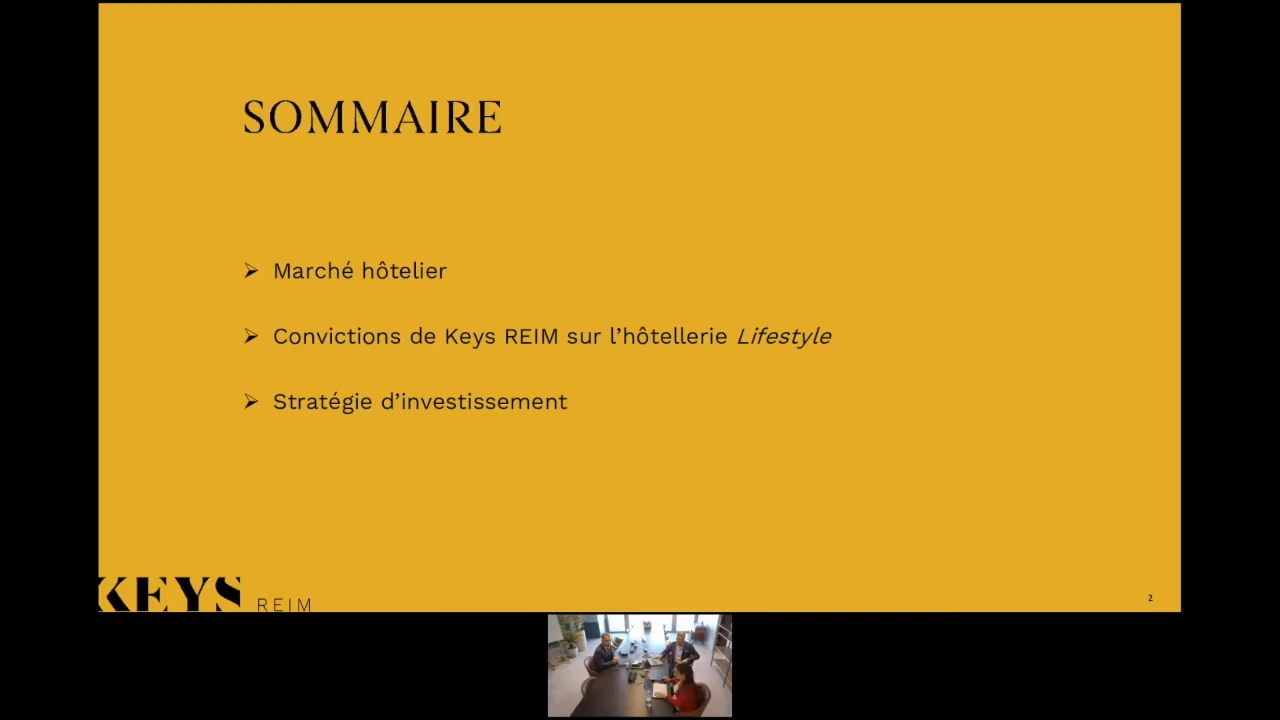 SOMMAIRE
➢ Marché hôtelier
➢ Convictions de Keys REIM sur l’hôtellerie Lifestyle
➢ Stratégie d’investissement
KEYS REIM
2